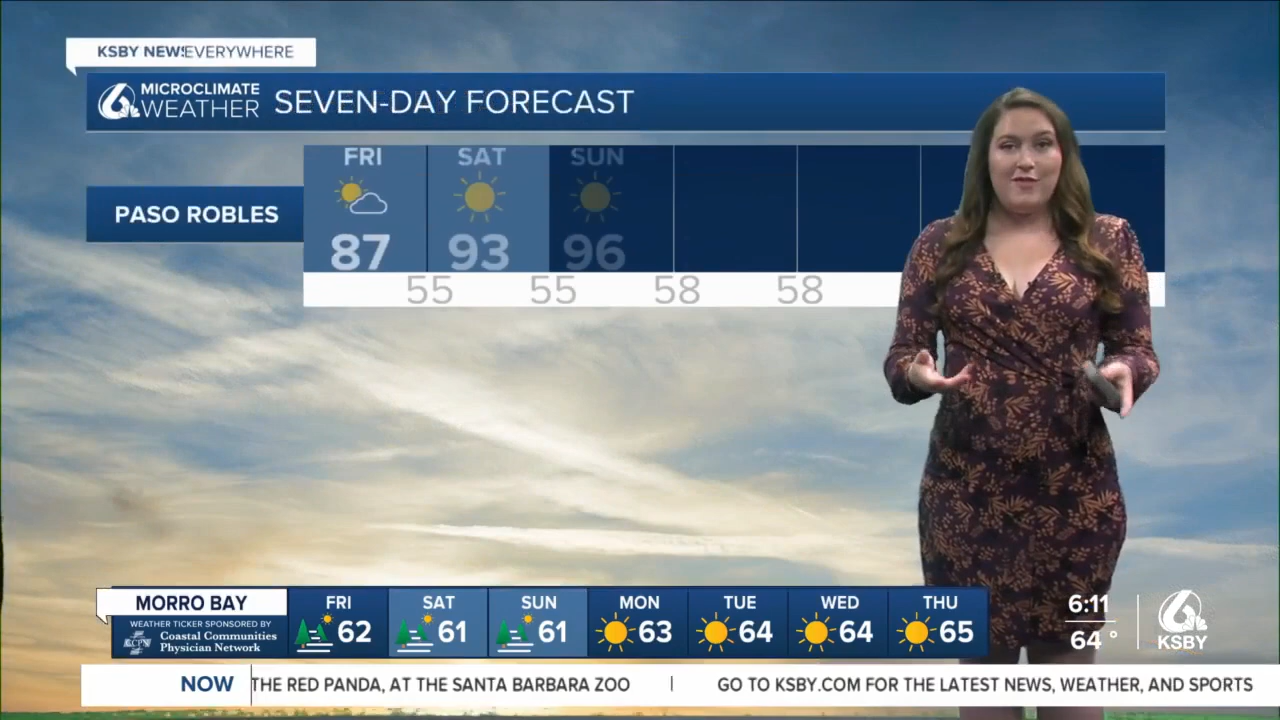 KSBY NEWS EVERYWHERE
MICROCLIMATE
WEATHER
SEVEN-DAY FORECAST
PASO ROBLES
FRI SAT SUN
87 93 96
55 55 58 58
MORRO BAY
WEATHER TICKER SPONSORED BY
CCPN
Coastal Communities
Physician Network
FRI SAT SUN MON TUE WED THU
62 61 61 63 64 64 65
6:11
64°
6
KSBY
NOW THE RED PANDA, AT THE SANTA BARBARA ZOO | GO TO KSBY.COM FOR THE LATEST NEWS, WEATHER, AND SPORTS